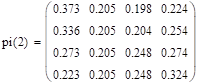 0.373 0.205 0.198 0.224
0.336 0.205 0.204 0.254
pi(2) =
0.273 0.205 0.248 0.274
0.223 0.205 0.248 0.324